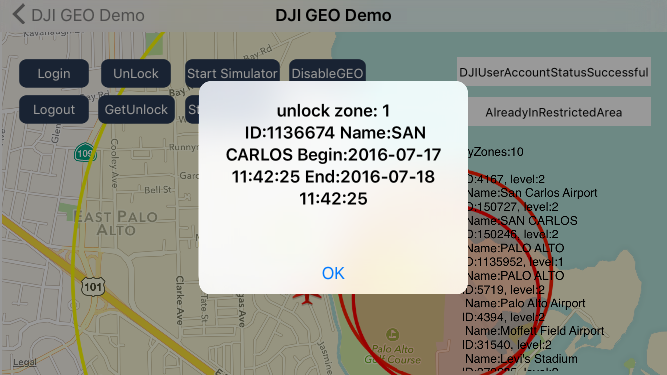 DJI GEO Demo
DJI GEO Demo
Login
UnLock
Start Simulator
DisableGEO
DJIUserAccountStatusSuccessful
Logout
GetUnlock
AlreadyInRestrictedArea
unlock zone: 1
ID:1136674 Name:SAN
CARLOS Begin:2016-07-17
11:42:25 End:2016-07-18
11:42:25
OK
yZones:10
ID:4167, level:2
Name:San Carlos Airport
ID:150727, level:2
Name:SAN CARLOS
ID:150246, level:2
Name:PALO ALTO
ID:1135952, level:1
Name:PALO ALTO
ID:5719, level:2
Name:Palo Alto Airport
ID:4394, level:2
Name:Moffett Field Airport
ID:31540, level:2
Name:Levi's Stadium
Bay Rd
109
Cooley Ave
Bell St
EAST PALO
ALTO
101
Clarke Ave
Tate St
Palo Alto
Golf Course
Legal